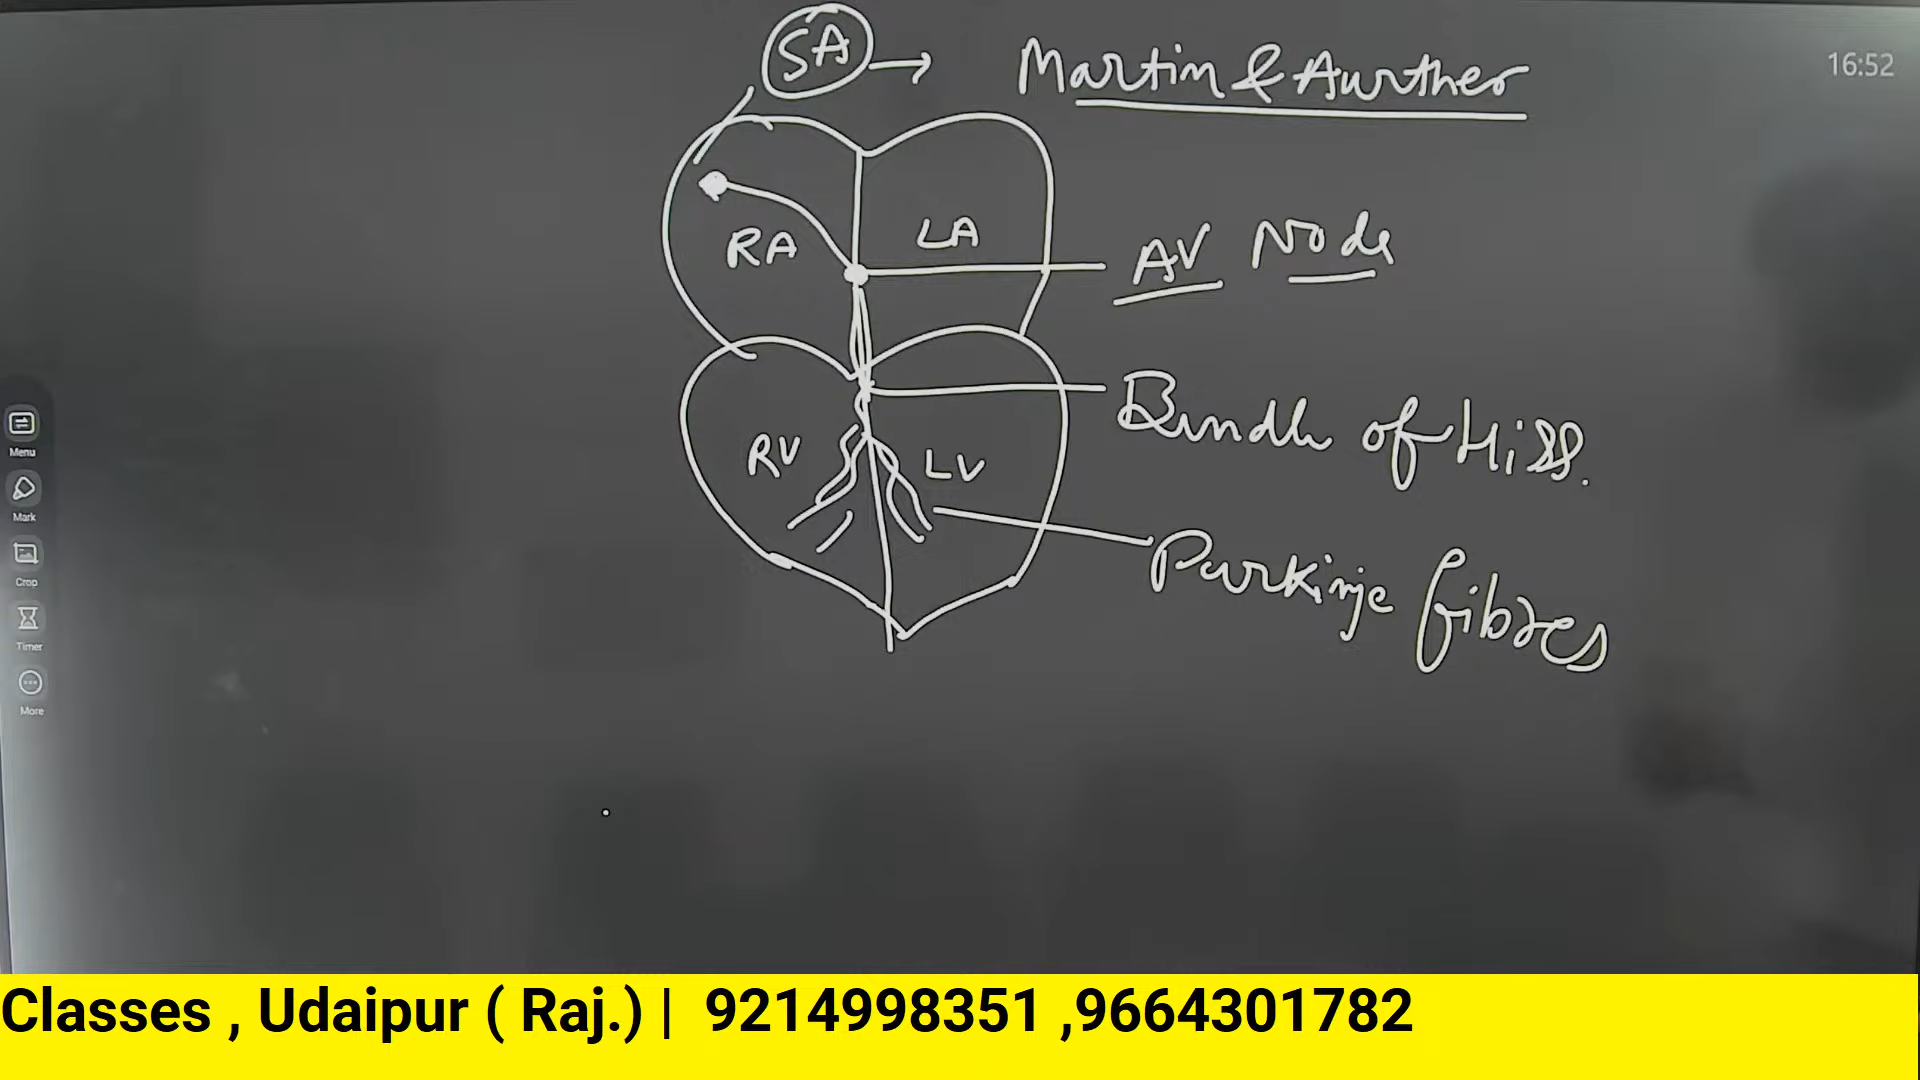 SA → Martin & Aurther
16:52
RA
LA
AV Node
Bundle of Hiss.
RV
LV
Purkinje fibres
Menu
Mark
Crop
Timer
More
Classes , Udaipur ( Raj.) | 9214998351 ,9664301782